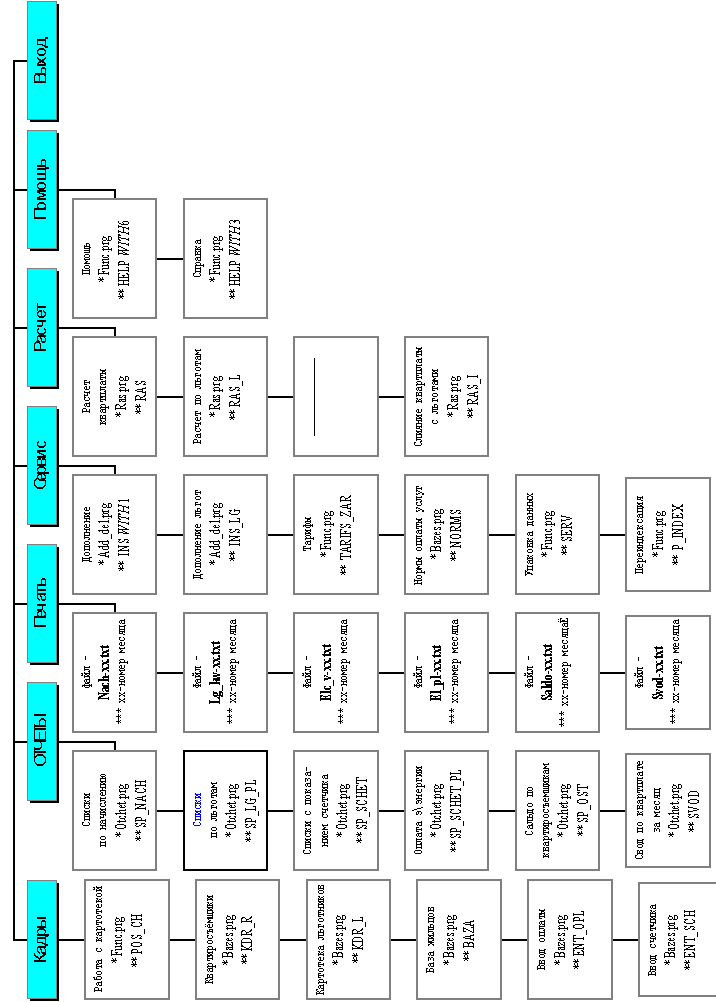 Кадры
Работа с картотекой
*Func.prg
** POS_CH
Квартиросъёмщики
*Bazes.prg
** KDR_R
Картотека льготников
*Bazes.prg
** KDR_L
База жильцов
*Bazes.prg
** BAZA
Ввод оплаты
*Bazes.prg
** ENT_OPL
Ввод счетчика
*Bazes.prg
** ENT_SCH
ОТЧЕТЫ
Списки
по начислению
*Otchet.prg
** SP_NACH
Списки
по льготам
*Otchet.prg
** SP_LG_PL
Списки с показа-
нием счетчика
*Otchet.prg
** SP_SCHET
Оплата э\энергии
*Otchet.prg
** SP_SCHET_PL
Сальдо по
квартиросъемщикам
*Otchet.prg
** SP_OST
Свод по квартплате
за месяц
*Otchet.prg
** SVOD
Печать
Файл -
Nach-xx.txt
*** xx-номер месяца
Файл -
Lg_kw-xx.txt
*** xx-номер месяца
Файл -
Elc_v-xx.txt
*** xx-номер месяца
Файл -
El_pl-xx.txt
*** xx-номер месяца
Файл -
Saldo-xx.txt
*** xx-номер месяцаЁ
Файл -
Svod-xx.txt
*** xx-номер месяца
Сервис
Дополнение
*Add_del.prg
** INS WITH 1
Дополнение льгот
*Add_del.prg
** INS_LG
Тарифы
*Func.prg
** TARIFS_ZAR
Нормы оплаты услуг
*Bazes.prg
** NORMS
Упаковка данных
*Func.prg
** SERV
Переиндексация
*Func.prg
** P_INDEX
Расчет
Расчет
квартплаты
*Ras.prg
** RAS
Расчет по льготам
*Ras.prg
** RAS_L
Слияние квартплаты
с льготами
*Ras.prg
** RAS_I
Помощь
Помощь
*Func.prg
** HELP WITH 6
Справка
*Func.prg
** HELP WITH 3
Выход